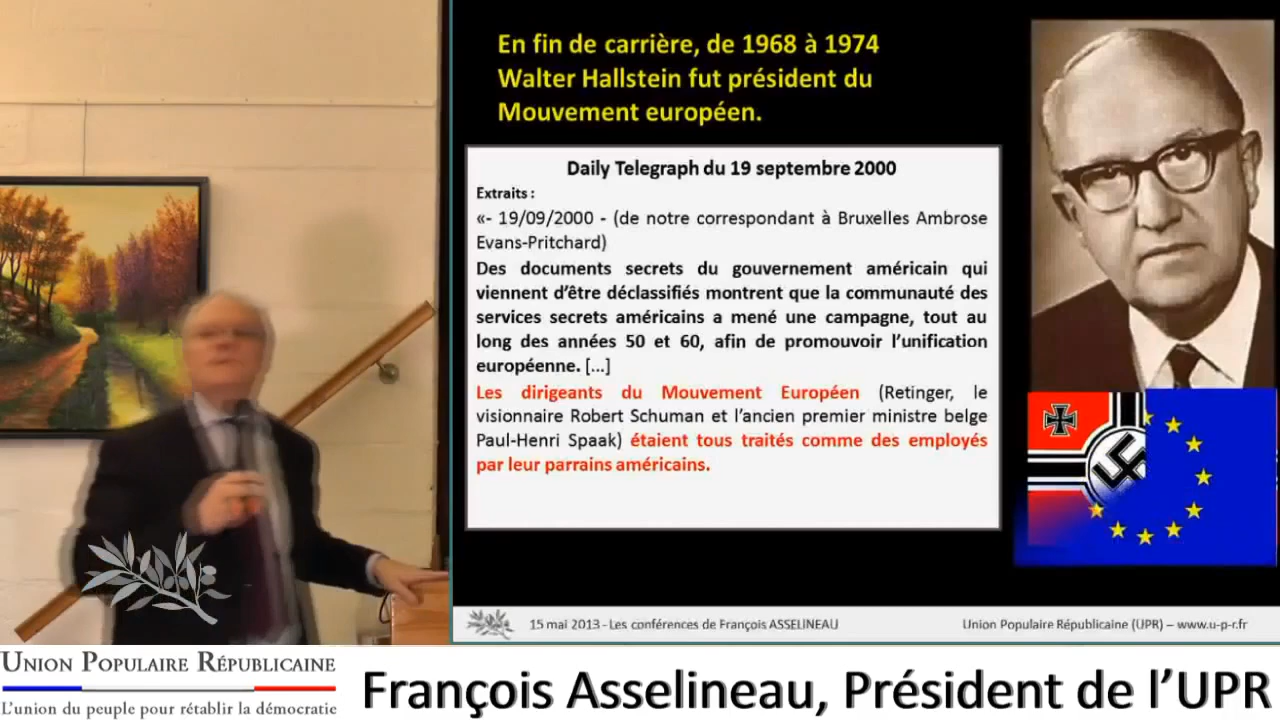 En fin de carrière, de 1968 à 1974
Walter Hallstein fut président du
Mouvement européen.
Daily Telegraph du 19 septembre 2000
Extraits :
«- 19/09/2000 - (de notre correspondant à Bruxelles Ambrose
Evans-Pritchard)
Des documents secrets du gouvernement américain qui
viennent d'être déclassifiés montrent que la communauté des
services secrets américains a mené une campagne, tout au
long des années 50 et 60, afin de promouvoir l'unification
européenne. [...]
Les dirigeants du Mouvement Européen (Retinger, le
visionnaire Robert Schuman et l'ancien premier ministre belge
Paul-Henri Spaak) étaient tous traités comme des employés
par leur parrains américains.
15 mai 2013 - Les conférences de François ASSELINEAU
Union Populaire Républicaine (UPR) – www.u-p-r.fr
UNION POPULAIRE RÉPUBLICAINE
L'union du peuple pour rétablir la démocratie
François Asselineau, Président de l'UPR